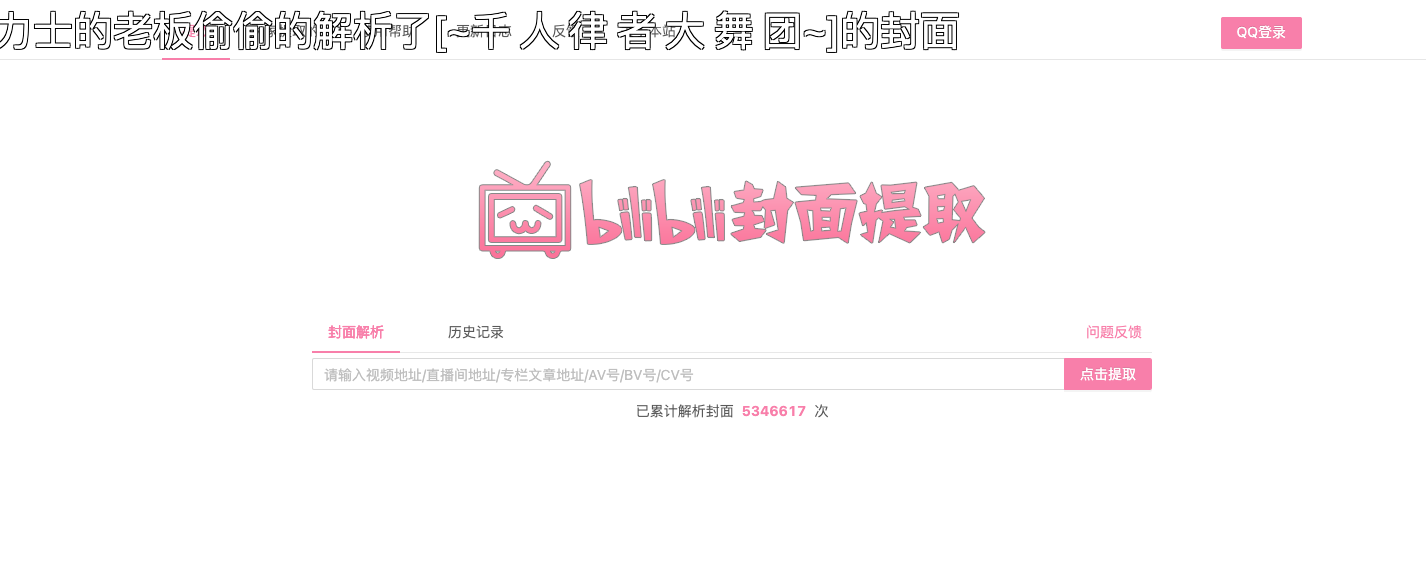 力士的老板偷偷的解析了[~千 人 律 者 大 舞 团~]的封面
帮助
QQ登录
bilibili封面提取
封面解析
历史记录
问题反馈
请输入视频地址/直播间地址/专栏文章地址/AV号/BV号/CV号
点击提取
已累计解析封面 5346617 次